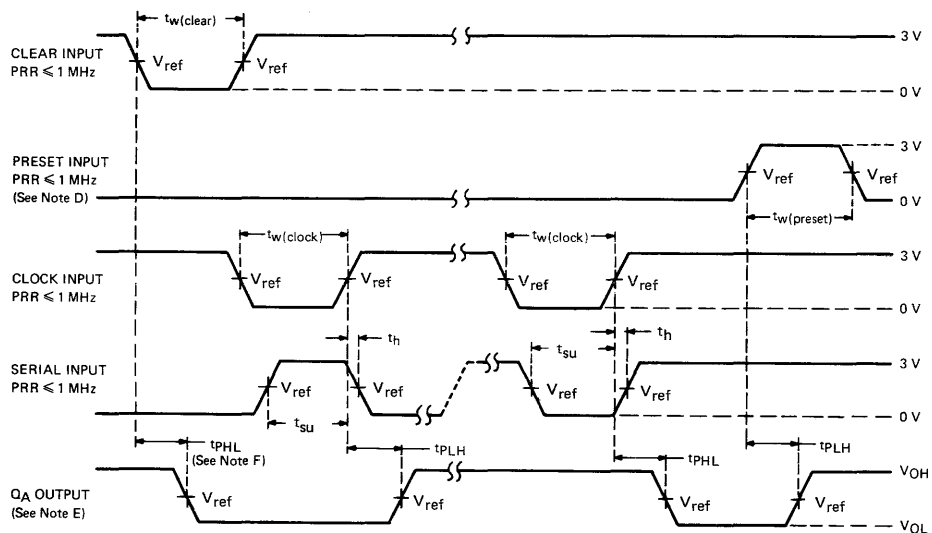 tw(clear)
CLEAR INPUT
PRR ≤ 1 MHz
Vref
Vref
3 V
0 V
PRESET INPUT
PRR ≤ 1 MHz
(See Note D)
Vref
Vref
tw(preset)
3 V
0 V
CLOCK INPUT
PRR ≤ 1 MHz
tw(clock)
Vref
Vref
tw(clock)
Vref
Vref
3 V
0 V
SERIAL INPUT
PRR ≤ 1 MHz
th
Vref
Vref
tsu
tsu
th
Vref
Vref
3 V
0 V
QA OUTPUT
(See Note E)
tPHL
(See Note F)
tPLH
tPHL
tPLH
Vref
Vref
Vref
Vref
VOH
VOL